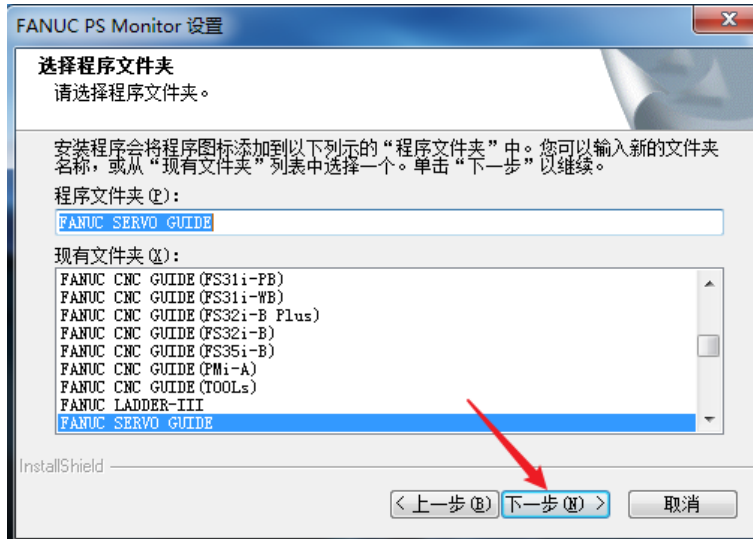 FANUC PS Monitor 设置
选择程序文件夹
请选择程序文件夹。
安装程序会将程序图标添加到以下列示的“程序文件夹”中。您可以输入新的文件夹
名称，或从“现有文件夹”列表中选择一个。单击“下一步”以继续。
程序文件夹(P)：
FANUC SERVO GUIDE
现有文件夹(X)：
FANUC CNC GUIDE(FS31i-PB)
FANUC CNC GUIDE(FS31i-WB)
FANUC CNC GUIDE(FS32i-B Plus)
FANUC CNC GUIDE(FS32i-B)
FANUC CNC GUIDE(FS35i-B)
FANUC CNC GUIDE(PMi-A)
FANUC CNC GUIDE(TOOLs)
FANUC LADDER-III
FANUC SERVO GUIDE
InstallShield
< 上一步(B) 下一步(N) > 取消